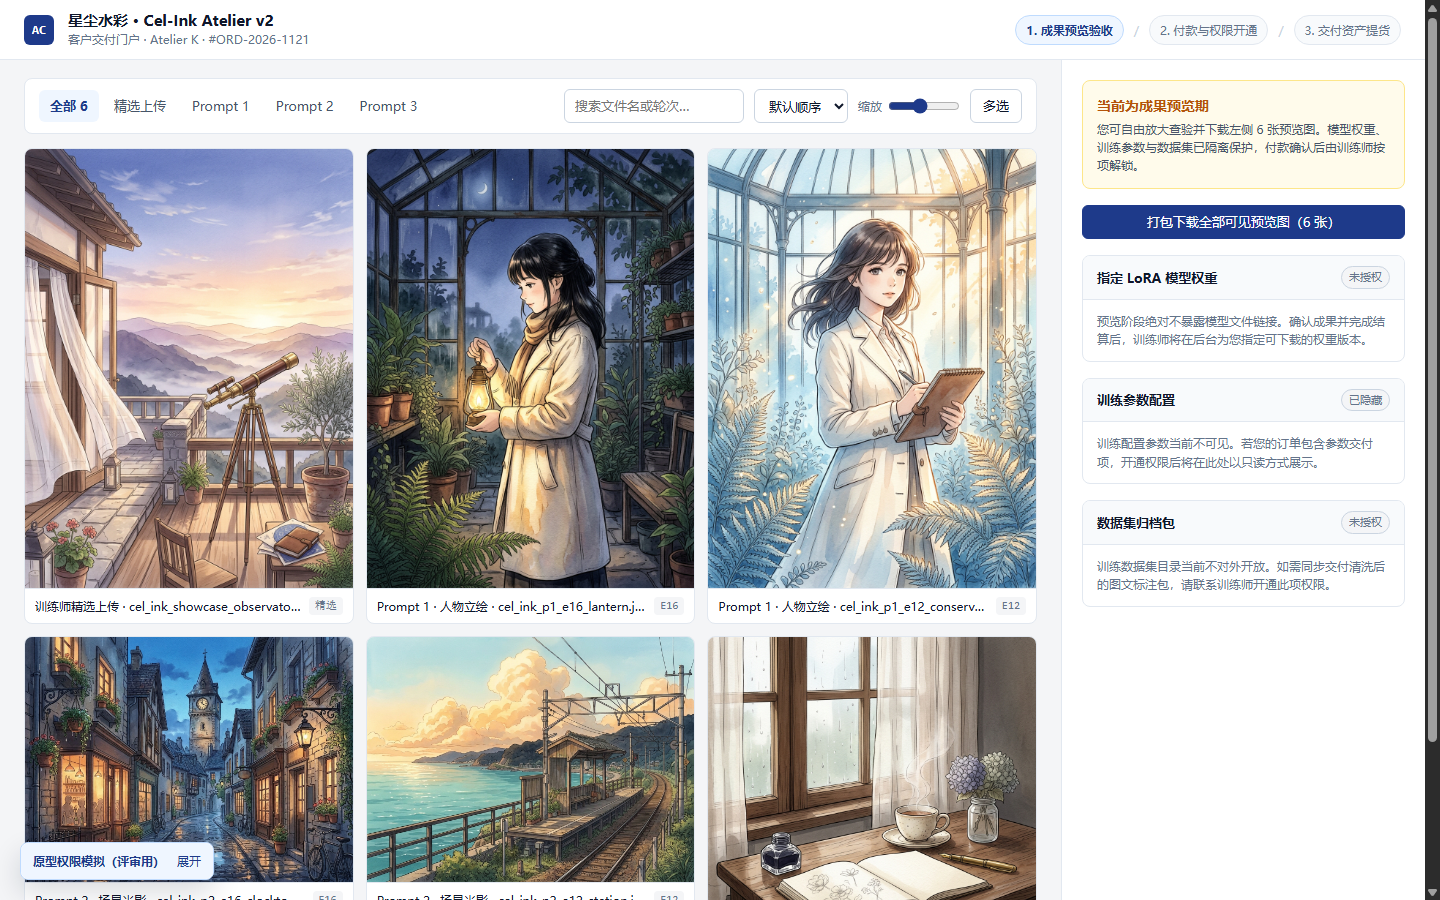 AC
星尘水彩 • Cel-Ink Atelier v2
客户交付门户 · Atelier K · #ORD-2026-1121
1. 成果预览验收 / 2. 付款与权限开通 / 3. 交付资产提货
全部 6 精选上传 Prompt 1 Prompt 2 Prompt 3 搜索文件名或轮次... 默认顺序 缩放 多选
训练师精选上传 · cel_ink_showcase_observato... 精选
Prompt 1 · 人物立绘 · cel_ink_p1_e16_lantern.j... E16
Prompt 1 · 人物立绘 · cel_ink_p1_e12_conserv... E12
原型权限模拟（评审用） 展开
Prompt 2 · 场景光影 · cel_ink_p2_e16_clockto... E16
Prompt 2 · 场景光影 · cel_ink_p2_e12_station.j... E12
当前为成果预览期
您可自由放大查验并下载左侧 6 张预览图。模型权重、
训练参数与数据集已隔离保护，付款确认后由训练师按
项解锁。
打包下载全部可见预览图（6 张）
指定 LoRA 模型权重 未授权
预览阶段绝对不暴露模型文件链接。确认成果并完成结
算后，训练师将在后台为您指定可下载的权重版本。
训练参数配置 已隐藏
训练配置参数当前不可见。若您的订单包含参数交付
项，开通权限后将在此处以只读方式展示。
数据集归档包 未授权
训练数据集目录当前不对外开放。如需同步交付清洗后
的图文标注包，请联系训练师开通此项权限。